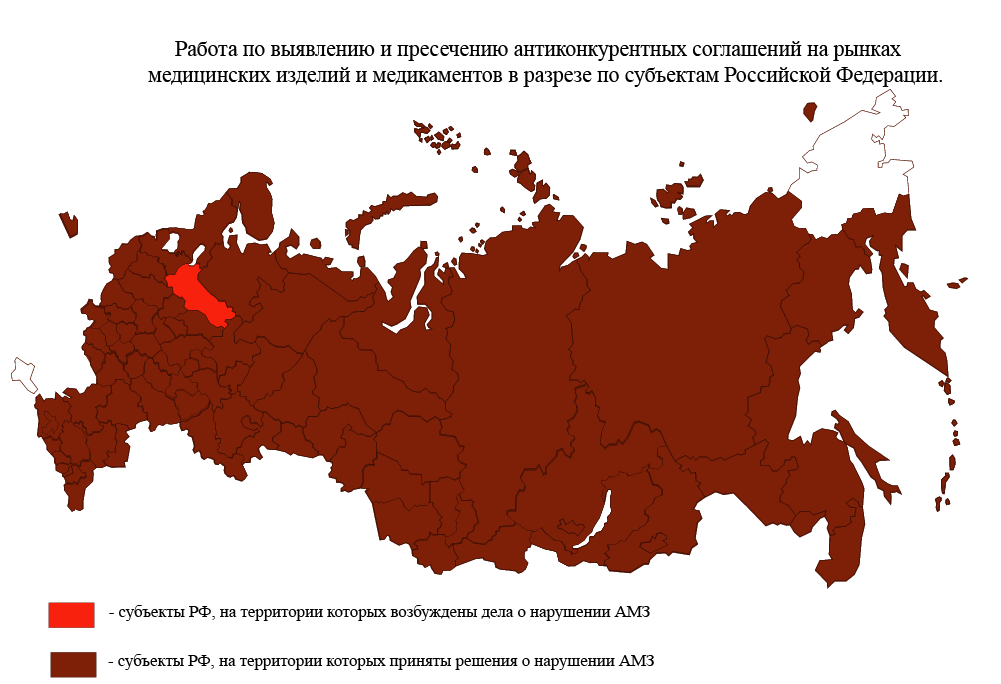 Работа по выявлению и пресечению антиконкурентных соглашений на рынках
медицинских изделий и медикаментов в разрезе по субъектам Российской Федерации.
- субъекты РФ, на территории которых возбуждены дела о нарушении АМЗ
- субъекты РФ, на территории которых приняты решения о нарушении АМЗ